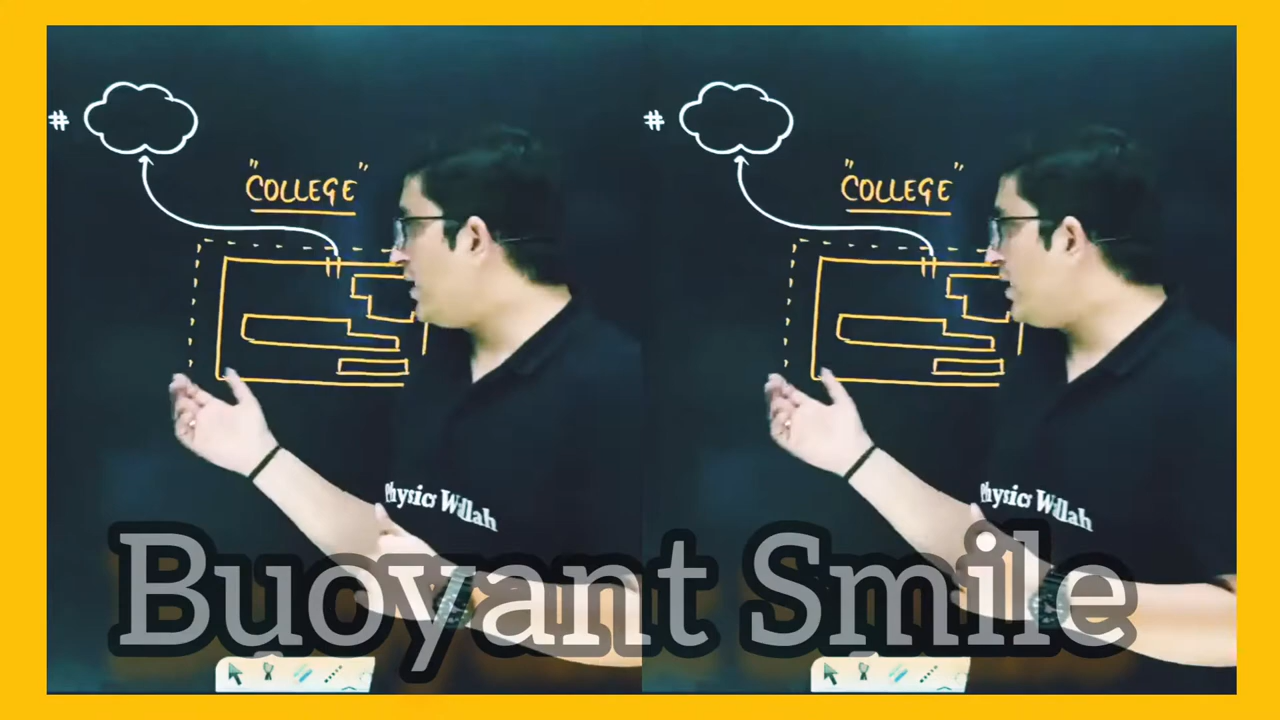 # #
"COLLEGE" "COLLEGE"
Physics Wallah Physics Wallah
Buoyant Smile